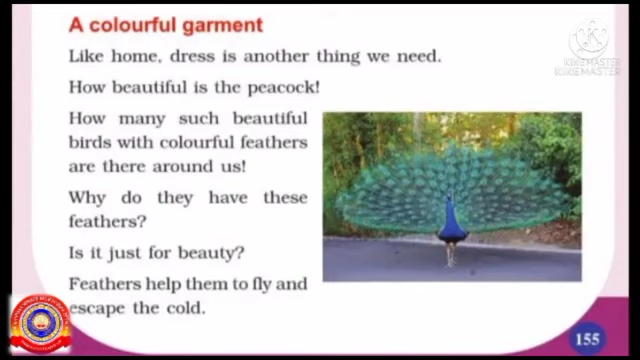 A colourful garment
Like home, dress is another thing we need.
How beautiful is the peacock!
How many such beautiful
birds with colourful feathers
are there around us!
Why do they have these
feathers?
Is it just for beauty?
Feathers help them to fly and
escape the cold.
155
KINEMASTER
KINEMASTER